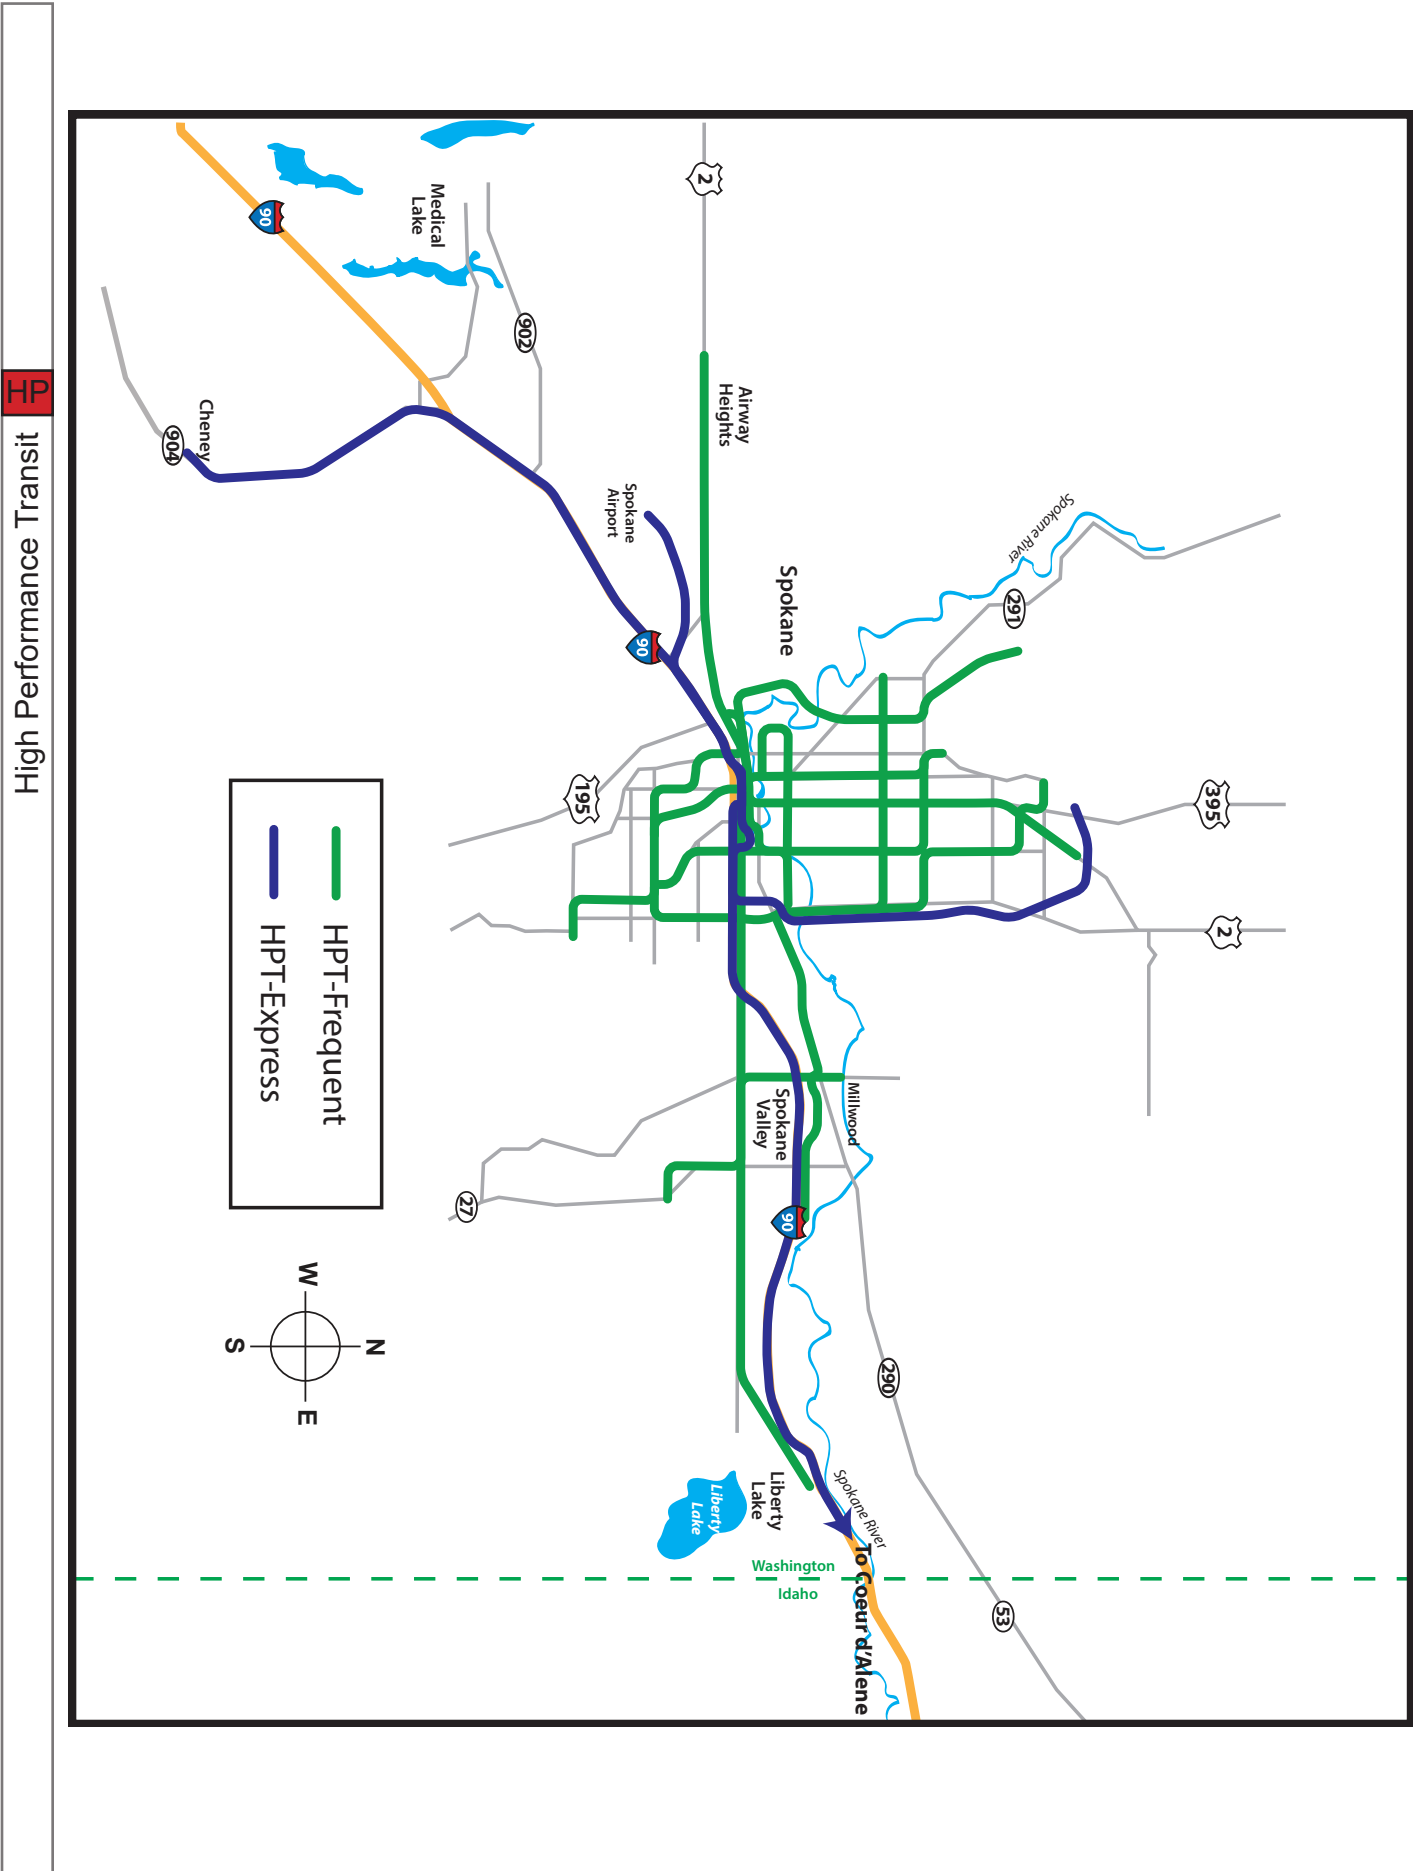 HP
High Performance Transit
2
395
2
291
Spokane River
Spokane
Airway
Heights
902
Medical
Lake
90
Spokane
Airport
90
Cheney
904
195
Millwood
Spokane
Valley
90
27
290
Spokane River
Liberty
Lake
Liberty
Lake
To Coeur d'Alene
Washington
Idaho
53
HPT-Frequent
HPT-Express
N
W
E
S